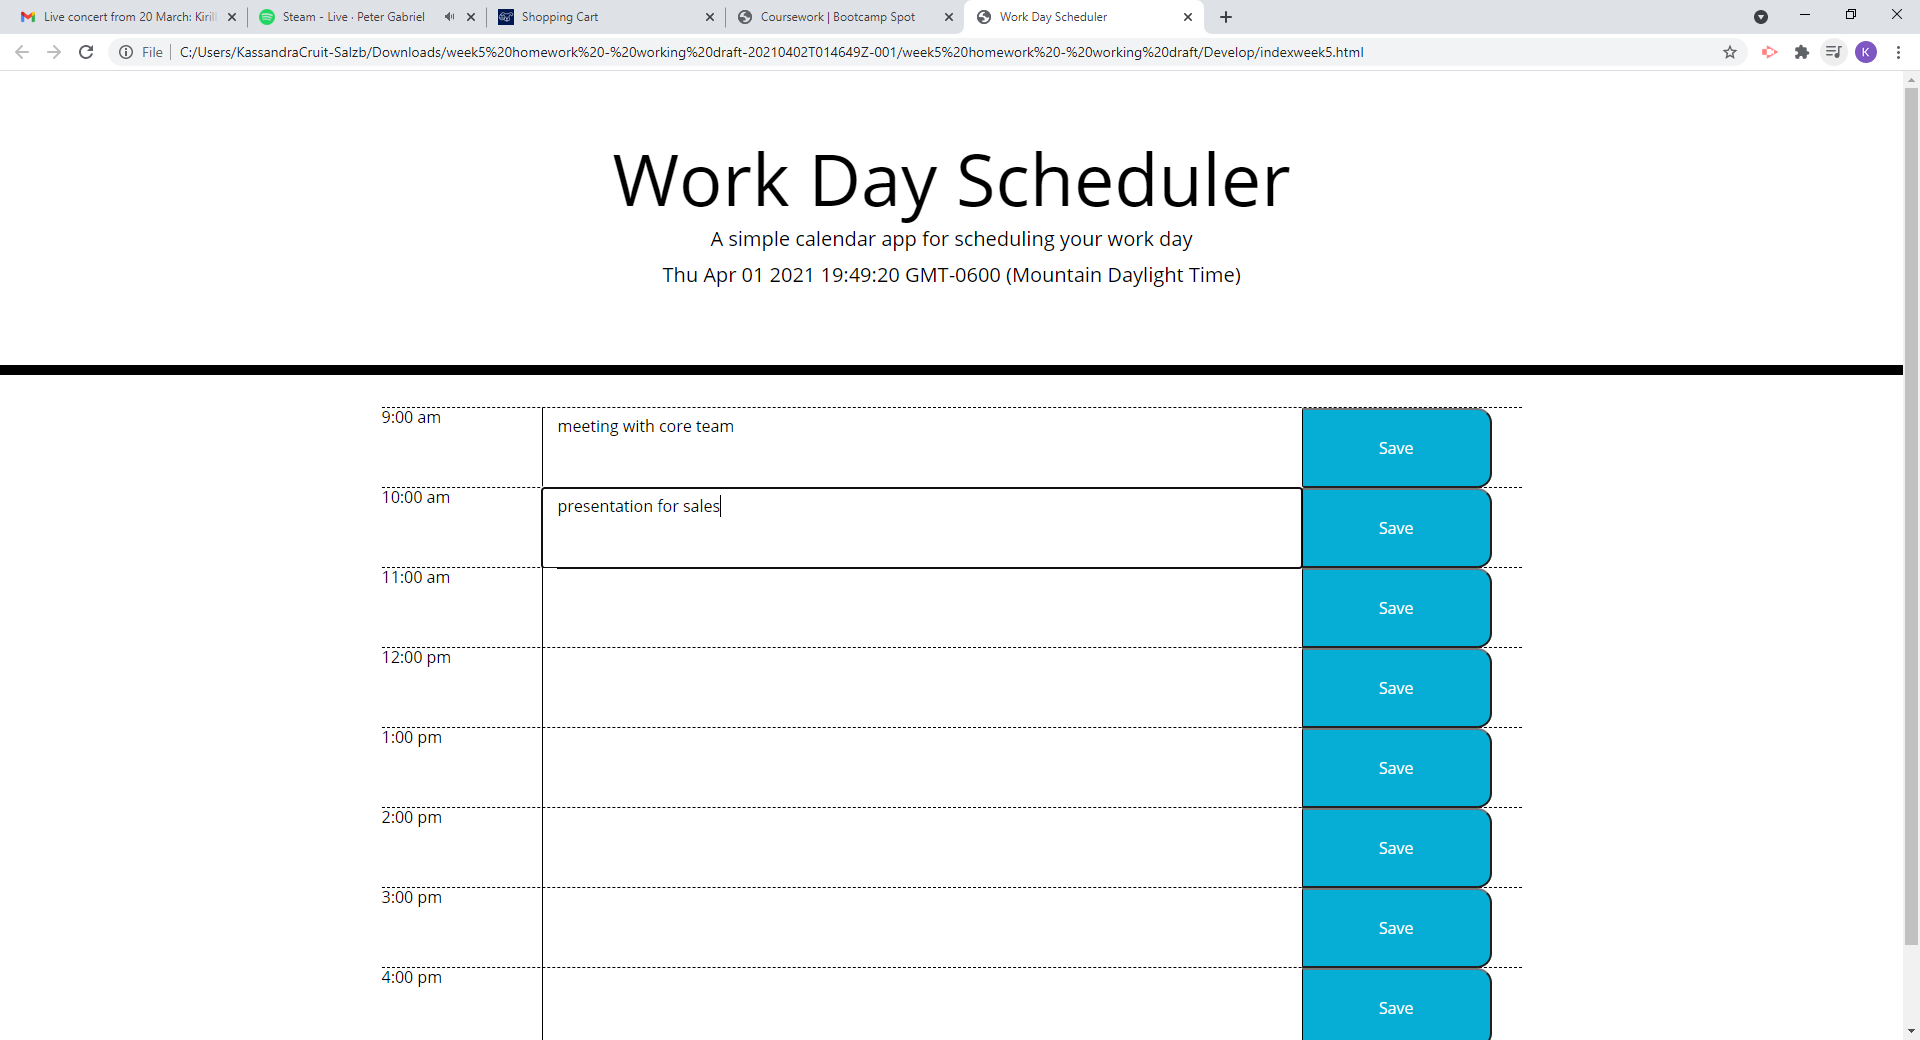 Live concert from 20 March: Kirill
Steam - Live · Peter Gabriel
Shopping Cart
Coursework | Bootcamp Spot
Work Day Scheduler
File
C:/Users/KassandraCruit-Salzb/Downloads/week5%20homework%20-%20working%20draft-20210402T014649Z-001/week5%20homework%20-%20working%20draft/Develop/indexweek5.html
K
Work Day Scheduler
A simple calendar app for scheduling your work day
Thu Apr 01 2021 19:49:20 GMT-0600 (Mountain Daylight Time)
9:00 am
meeting with core team
Save
10:00 am
presentation for sales
Save
11:00 am
Save
12:00 pm
Save
1:00 pm
Save
2:00 pm
Save
3:00 pm
Save
4:00 pm
Save